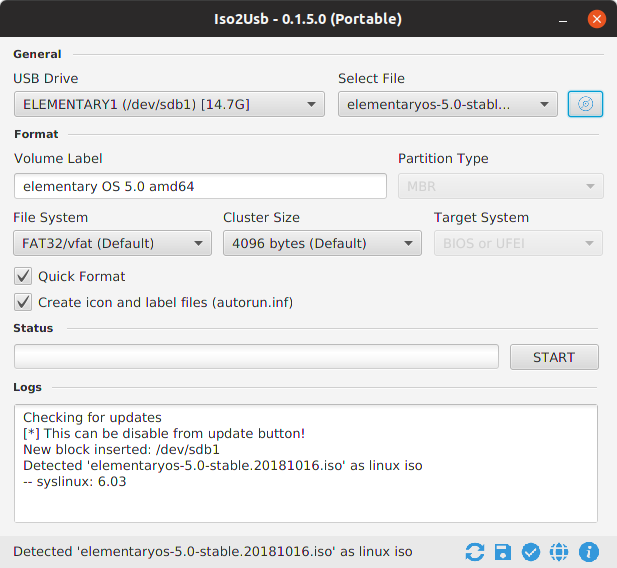 Iso2Usb - 0.1.5.0 (Portable)
General
USB Drive
Select File
ELEMENTARY1 (/dev/sdb1) [14.7G]
elementaryos-5.0-stabl...
Format
Volume Label
Partition Type
elementary OS 5.0 amd64
MBR
File System
Cluster Size
Target System
FAT32/vfat (Default)
4096 bytes (Default)
BIOS or UFEI
Quick Format
Create icon and label files (autorun.inf)
Status
START
Logs
Checking for updates
[*] This can be disable from update button!
New block inserted: /dev/sdb1
Detected 'elementaryos-5.0-stable.20181016.iso' as linux iso
-- syslinux: 6.03
Detected 'elementaryos-5.0-stable.20181016.iso' as linux iso